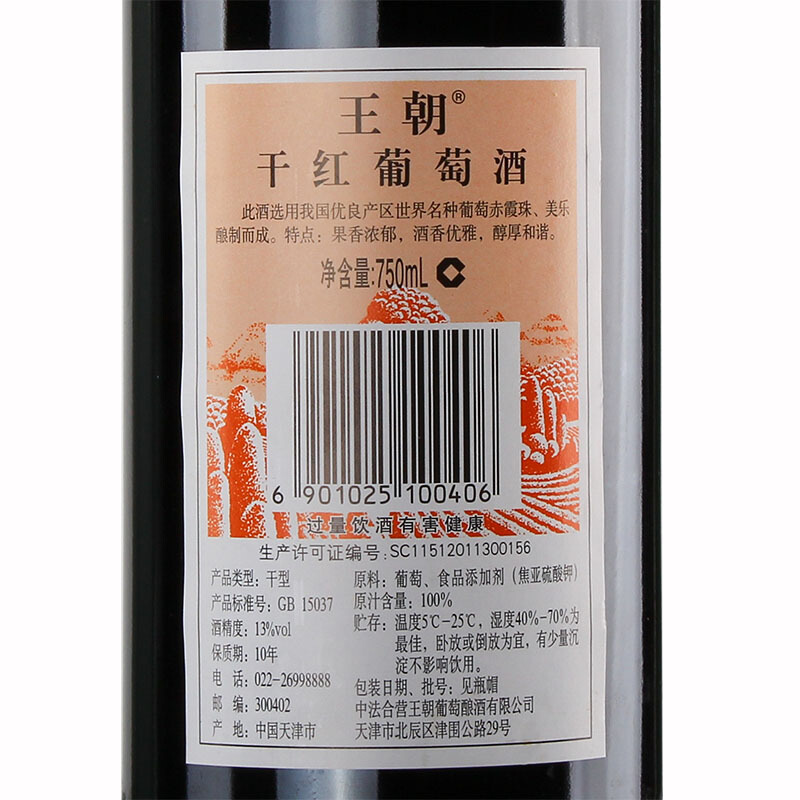 王朝®
干红葡萄酒
此酒选用我国优良产区世界名种葡萄赤霞珠、美乐
酿制而成。特点：果香浓郁，酒香优雅，醇厚和谐。
净含量:750mL
6 901025 100406
过量饮酒有害健康
生产许可证编号:SC11512011300156
产品类型: 干型
产品标准号: GB 15037
酒精度: 13%vol
保质期: 10年
电 话: 022-26998888
邮 编: 300402
产 地: 中国天津市
原料: 葡萄、食品添加剂（焦亚硫酸钾）
原汁含量: 100%
贮存: 温度5℃-25℃，湿度40%-70%为
最佳，卧放或倒放为宜，有少量沉
淀不影响饮用。
包装日期、批号: 见瓶帽
中法合营王朝葡萄酿酒有限公司
天津市北辰区津围公路29号